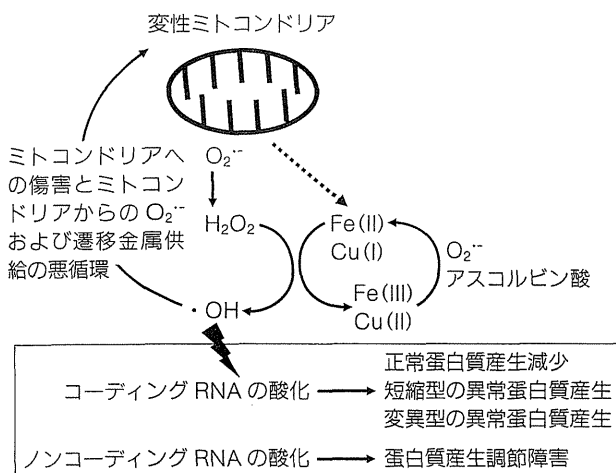 変性ミトコンドリア
ミトコンドリアへ
の傷害とミトコン
ドリアからの O₂·⁻
および遷移金属供
給の悪循環
O₂·⁻
H₂O₂
· OH
Fe(II)
Cu(I)
Fe(III)
Cu(II)
O₂·⁻
アスコルビン酸
コーディング RNA の酸化
正常蛋白質産生減少
短縮型の異常蛋白質産生
変異型の異常蛋白質産生
ノンコーディング RNA の酸化
蛋白質産生調節障害